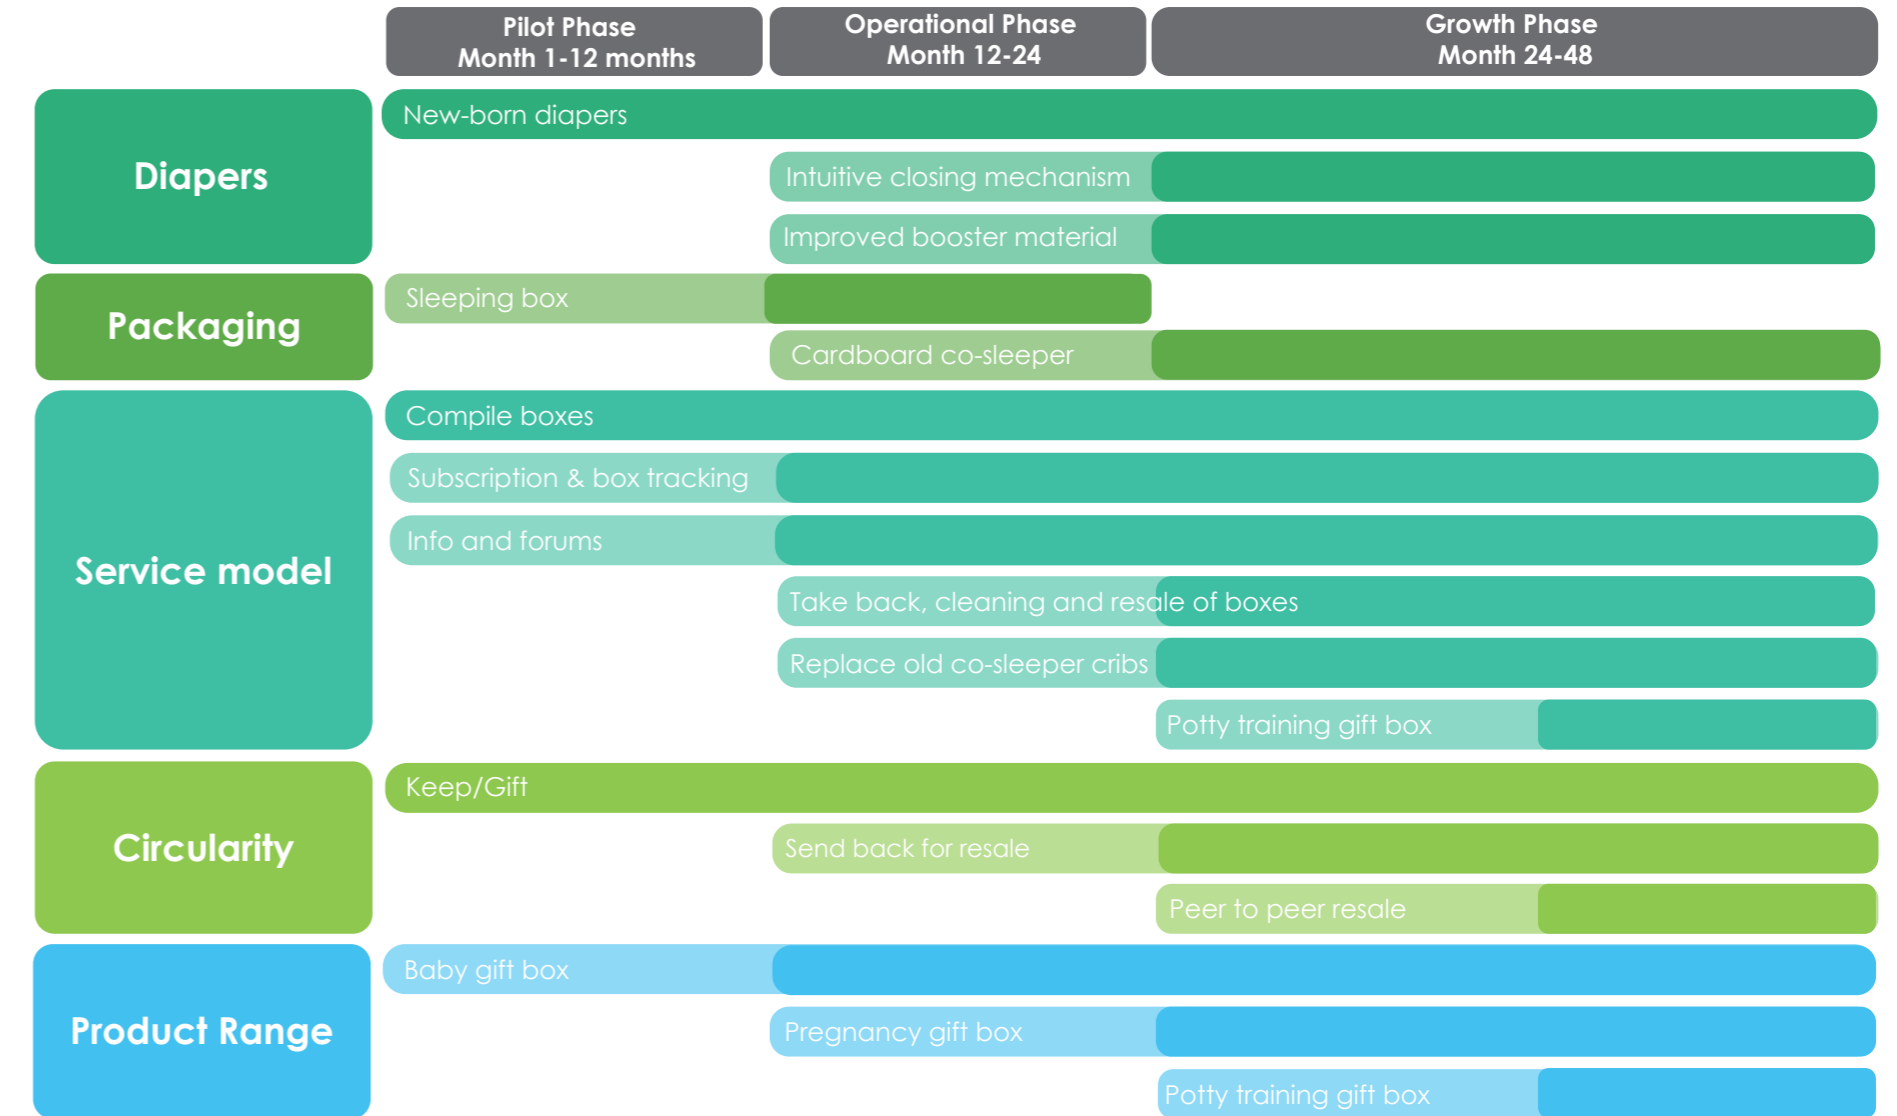 Pilot Phase
Month 1-12 months
Operational Phase
Month 12-24
Growth Phase
Month 24-48
Diapers
New-born diapers
Intuitive closing mechanism
Improved booster material
Packaging
Sleeping box
Cardboard co-sleeper
Service model
Compile boxes
Subscription & box tracking
Info and forums
Take back, cleaning and resale of boxes
Replace old co-sleeper cribs
Potty training gift box
Circularity
Keep/Gift
Send back for resale
Peer to peer resale
Product Range
Baby gift box
Pregnancy gift box
Potty training gift box